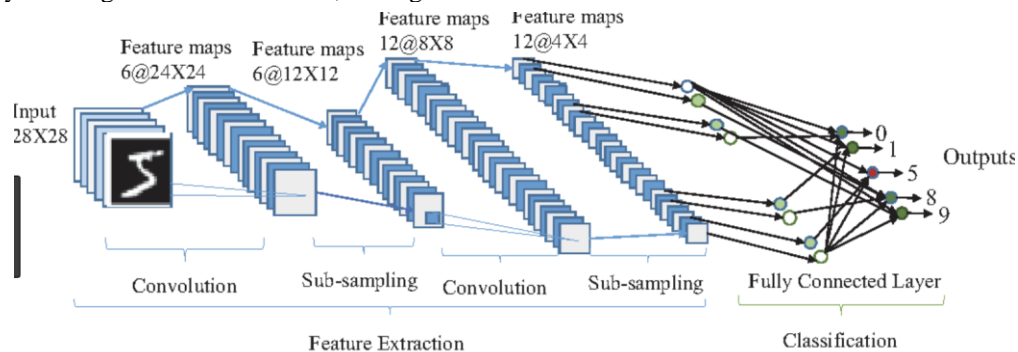 Feature maps
6@24X24
Feature maps
6@12X12
Feature maps
12@8X8
Feature maps
12@4X4
Input
28X28
0
1
5
8
9
Outputs
Convolution
Sub-sampling
Convolution
Sub-sampling
Fully Connected Layer
Feature Extraction
Classification